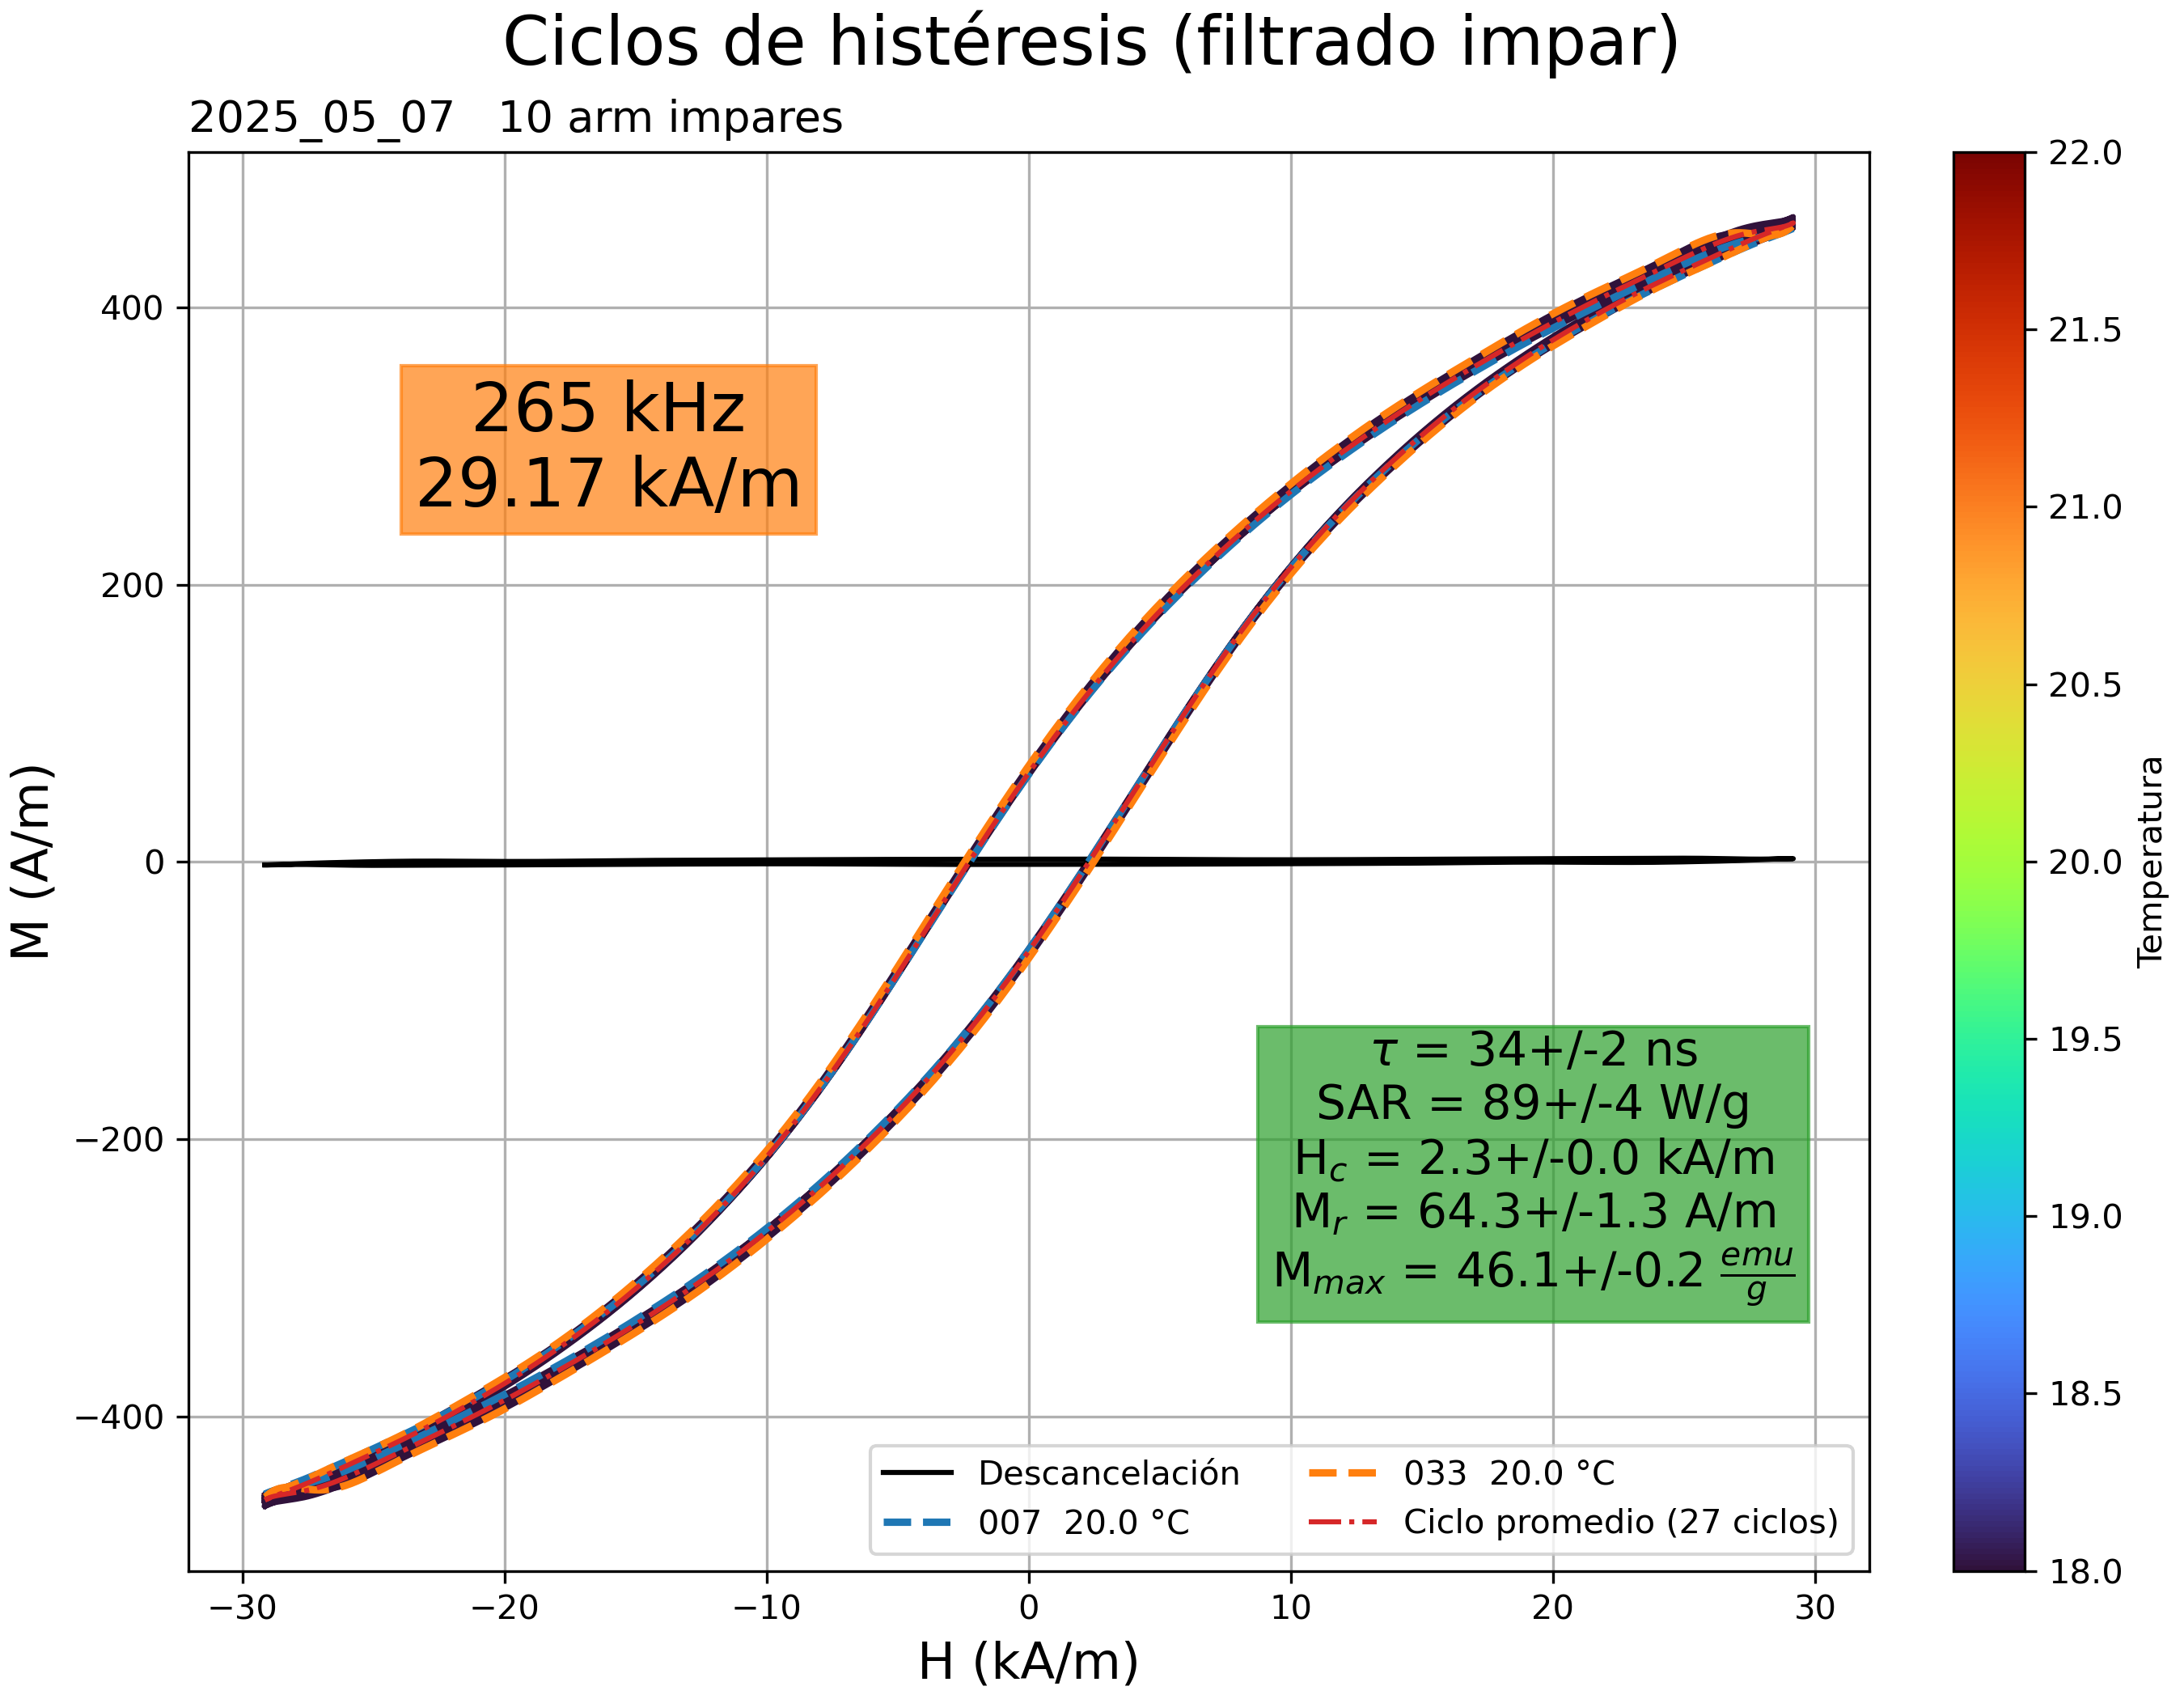 Ciclos de histéresis (filtrado impar)
2025_05_07   10 arm impares
265 kHz
29.17 kA/m
τ = 34+/-2 ns
SAR = 89+/-4 W/g
H_c = 2.3+/-0.0 kA/m
M_r = 64.3+/-1.3 A/m
M_max = 46.1+/-0.2 emu/g
Descancelación
007  20.0 °C
033  20.0 °C
Ciclo promedio (27 ciclos)
M (A/m)
400
200
0
−200
−400
−30
−20
−10
0
10
20
30
H (kA/m)
22.0
21.5
21.0
20.5
20.0
19.5
19.0
18.5
18.0
Temperatura